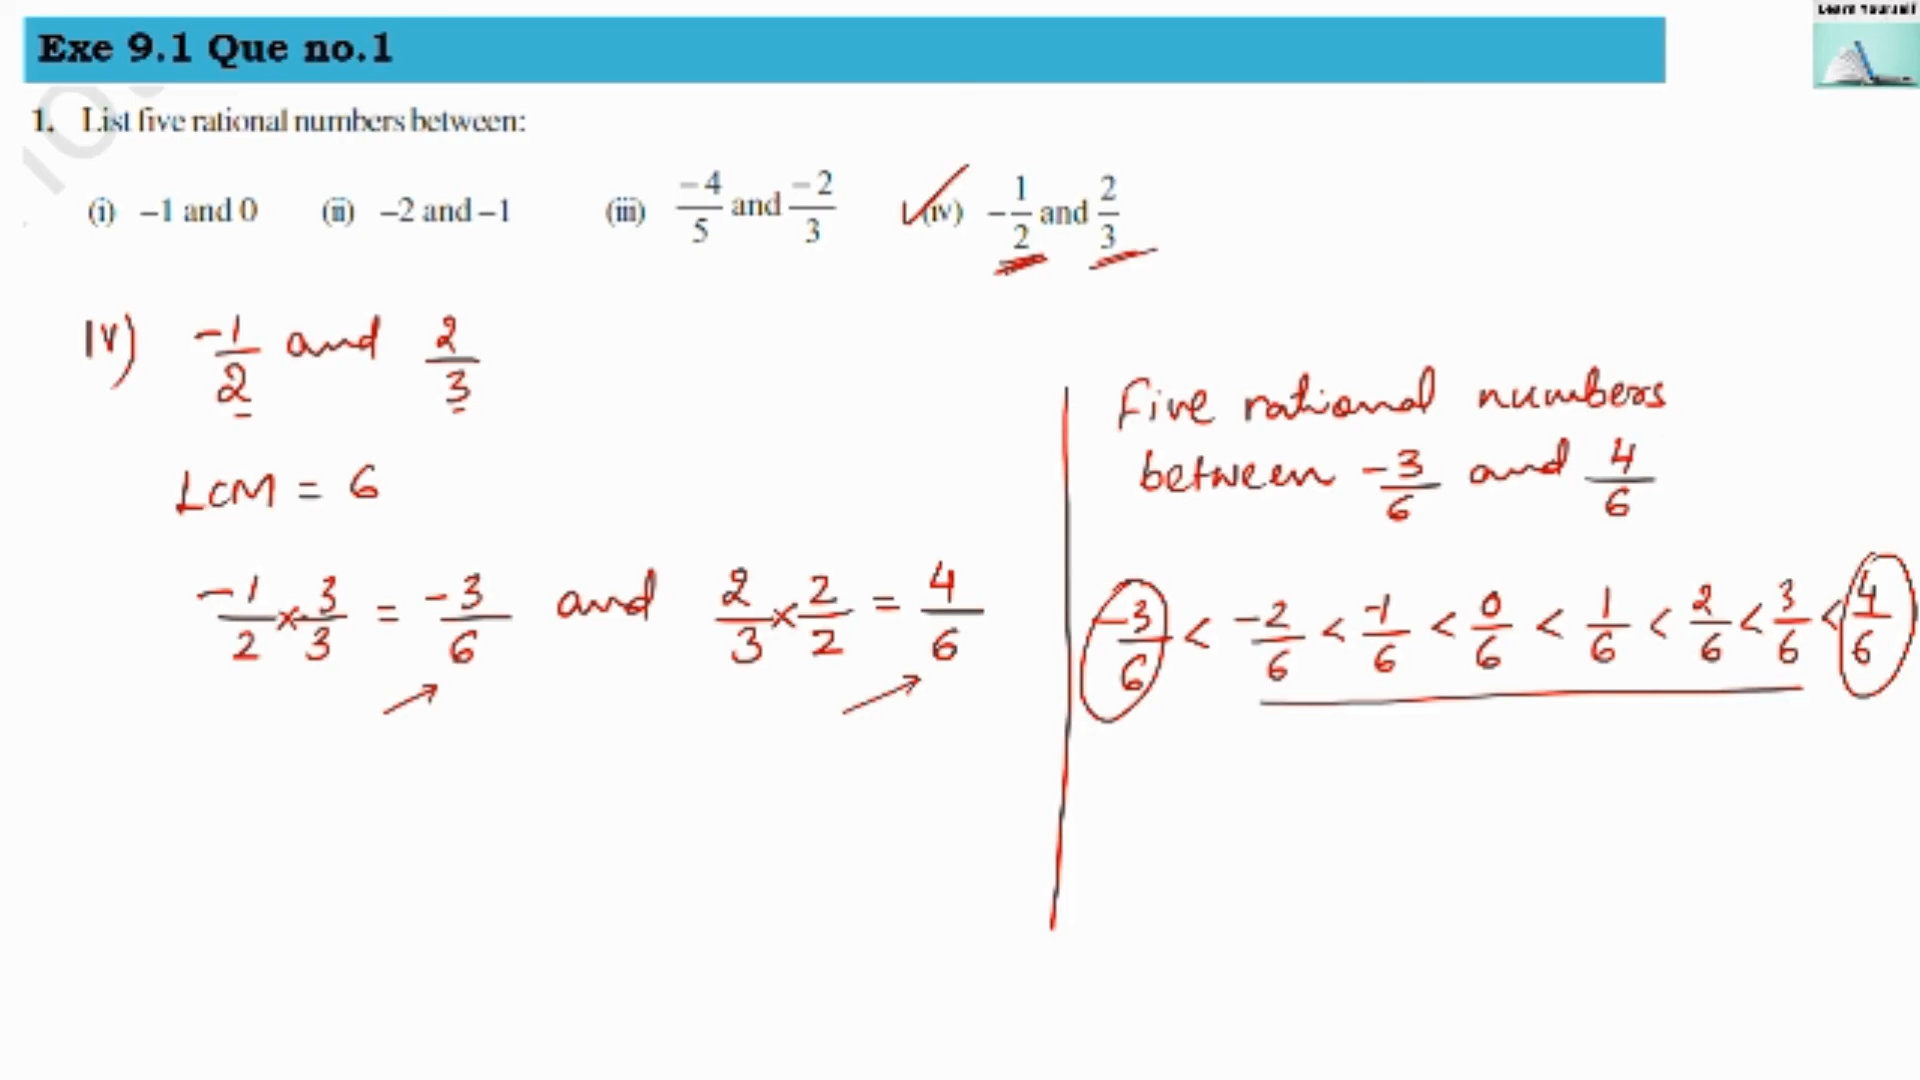 Learn Yourself
Exe 9.1 Que no.1
1. List five rational numbers between:
(i) –1 and 0 (ii) –2 and –1 (iii) -4/5 and -2/3 (iv) -1/2 and 2/3
IV) -1/2 and 2/3
LCM = 6
-1/2 × 3/3 = -3/6 and 2/3 × 2/2 = 4/6
Five rational numbers
between -3/6 and 4/6
-3/6 < -2/6 < -1/6 < 0/6 < 1/6 < 2/6 < 3/6 < 4/6